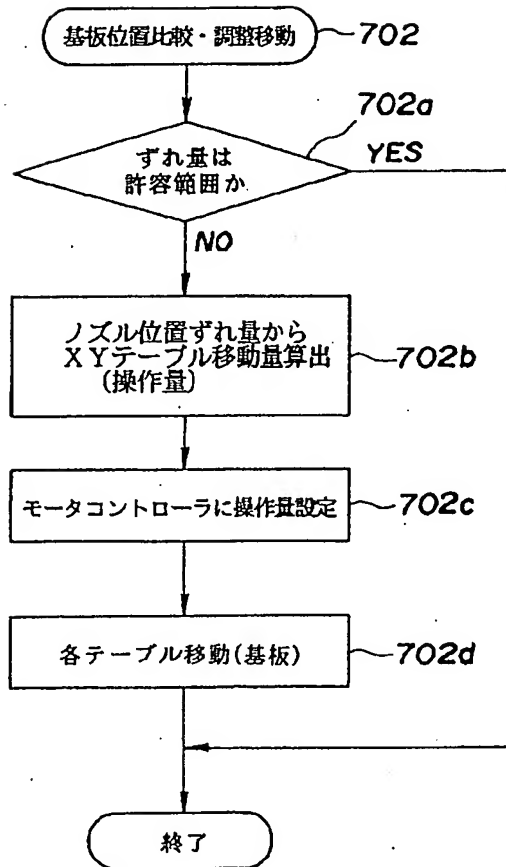 基板位置比較・調整移動 702
702a
ずれ量は
許容範囲か
YES
NO
ノズル位置ずれ量から
XYテーブル移動量算出
(操作量)
702b
モータコントローラに操作量設定 702c
各テーブル移動(基板) 702d
終了